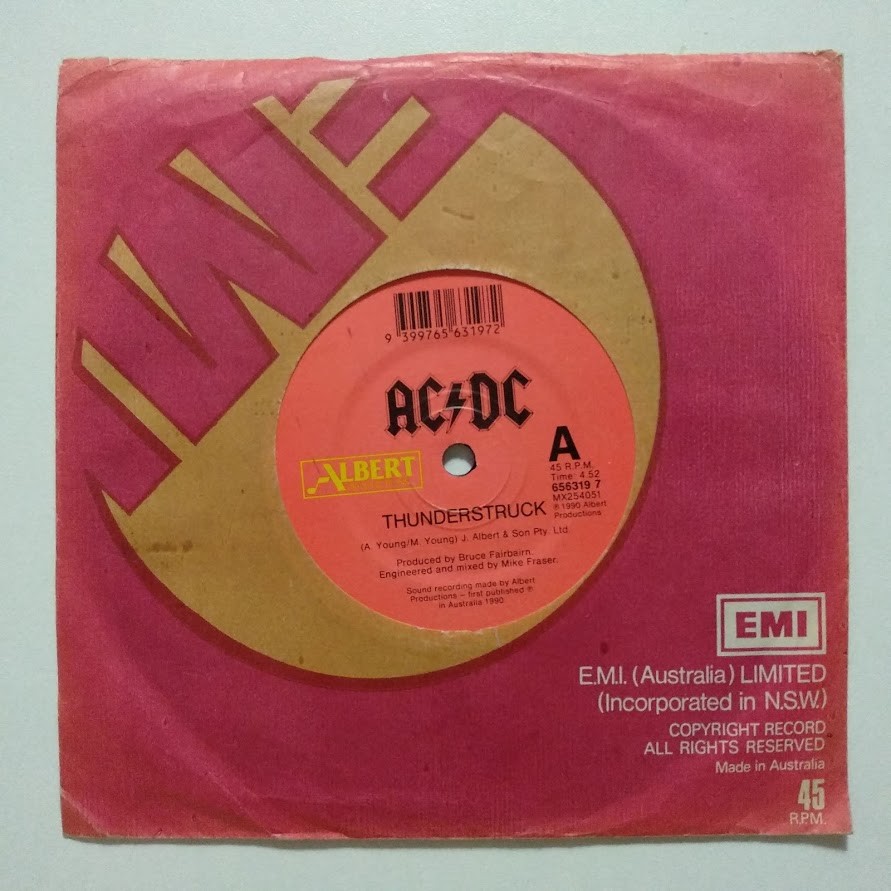 9 399765 631972
AC⚡DC
ALBERT
A
45 R.P.M.
Time: 4.52
656319 7
MX254051
℗ 1990 Albert
Productions
THUNDERSTRUCK
(A. Young/M. Young) J. Albert & Son Pty. Ltd.
Produced by Bruce Fairbairn.
Engineered and mixed by Mike Fraser.
Sound recording made by Albert
Productions – first published ℗
in Australia 1990.
EMI
E.M.I. (Australia) LIMITED
(Incorporated in N.S.W.)
COPYRIGHT RECORD
ALL RIGHTS RESERVED
Made in Australia
45
R.P.M.